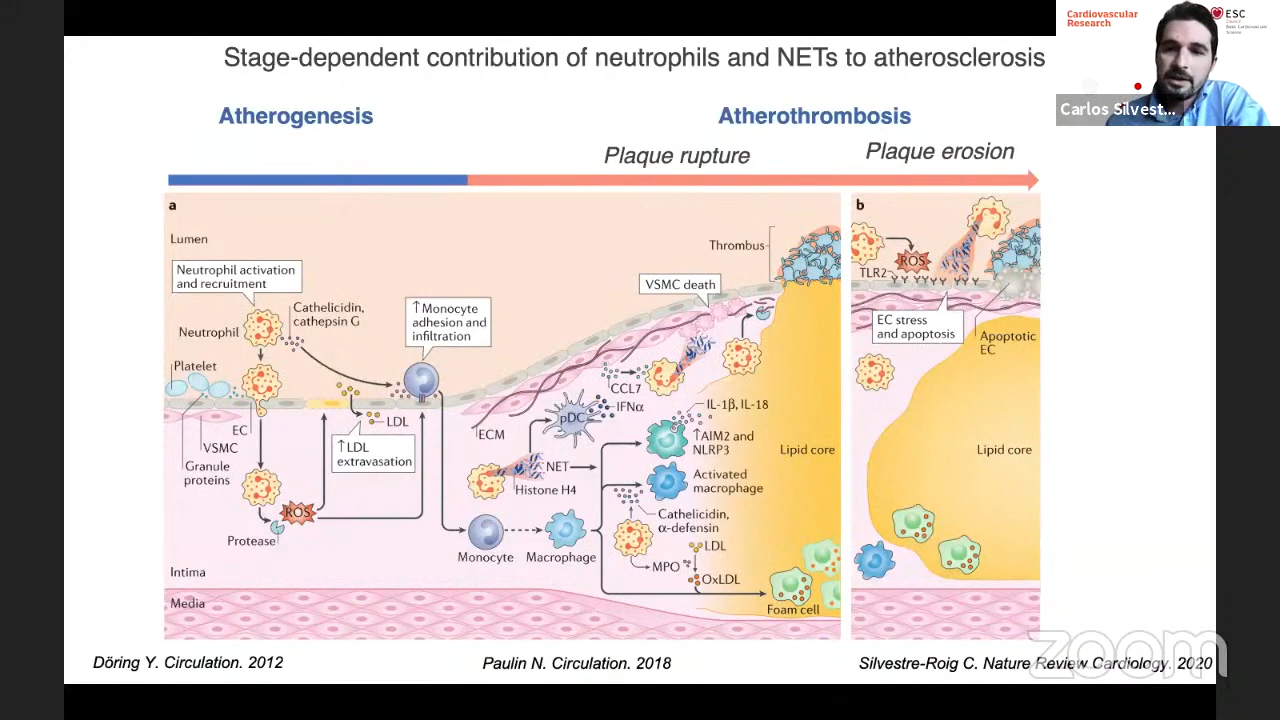 Cardiovascular
Research
ESC
Stage-dependent contribution of neutrophils and NETs to atherosclerosis
Carlos Silvest...
Atherogenesis
Atherothrombosis
Plaque rupture
Plaque erosion
a
Lumen
Neutrophil activation
and recruitment
Cathelicidin,
cathepsin G
Neutrophil
Platelet
↑Monocyte
adhesion and
infiltration
EC
VSMC
Granule
proteins
LDL
↑LDL
extravasation
ROS
Protease
Intima
Media
ECM
Monocyte
Macrophage
NET
Histone H4
pDC
CCL7
IFNα
VSMC death
Thrombus
IL-1β, IL-18
↑AIM2 and
NLRP3
Activated
macrophage
Cathelicidin,
α-defensin
MPO
LDL
OxLDL
Lipid core
Foam cell
b
TLR2
ROS
EC stress
and apoptosis
Apoptotic
EC
Lipid core
Döring Y. Circulation. 2012
Paulin N. Circulation. 2018
Silvestre-Roig C. Nature Review Cardiology. 2020
zoom